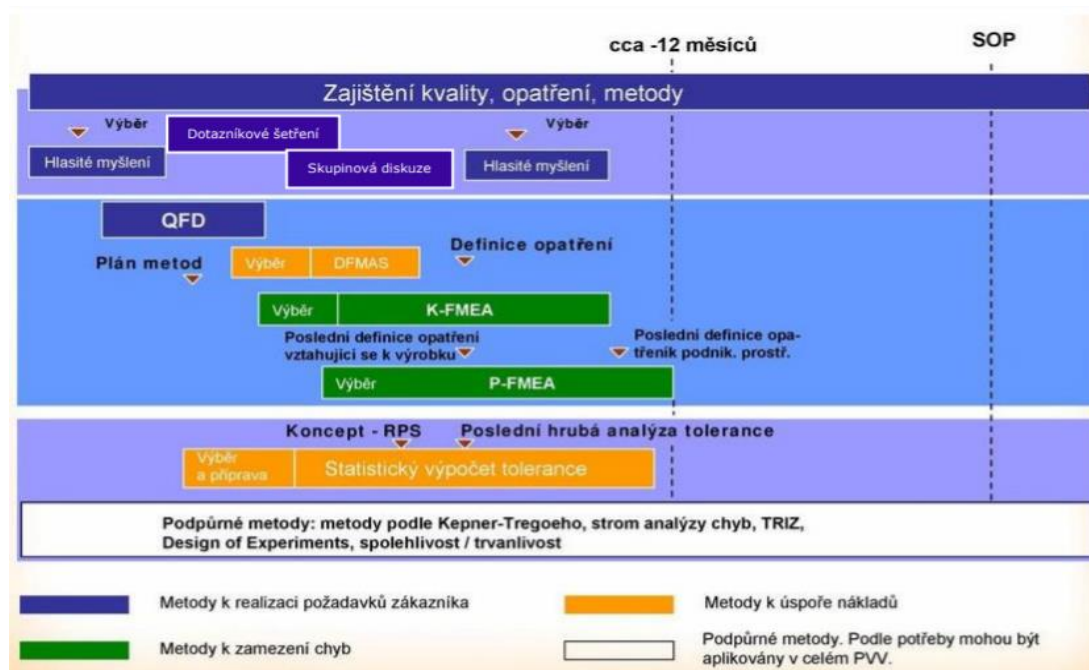 cca -12 měsíců
SOP
Zajištění kvality, opatření, metody
Výběr
Dotazníkové šetření
Výběr
Hlasité myšlení
Skupinová diskuze
Hlasité myšlení
QFD
Definice opatření
Plán metod
Výběr
DFMAS
Výběr
K-FMEA
Poslední definice opatření
vztahující se k výrobku
Poslední definice opa-
třeník podnik. prostř.
Výběr
P-FMEA
Koncept - RPS
Poslední hrubá analýza tolerance
Výběr
a příprava
Statistický výpočet tolerance
Podpůrné metody: metody podle Kepner-Tregoeho, strom analýzy chyb, TRIZ,
Design of Experiments, spolehlivost / trvanlivost
Metody k realizaci požadavků zákazníka
Metody k úspoře nákladů
Metody k zamezení chyb
Podpůrné metody. Podle potřeby mohou být
aplikovány v celém PVV.